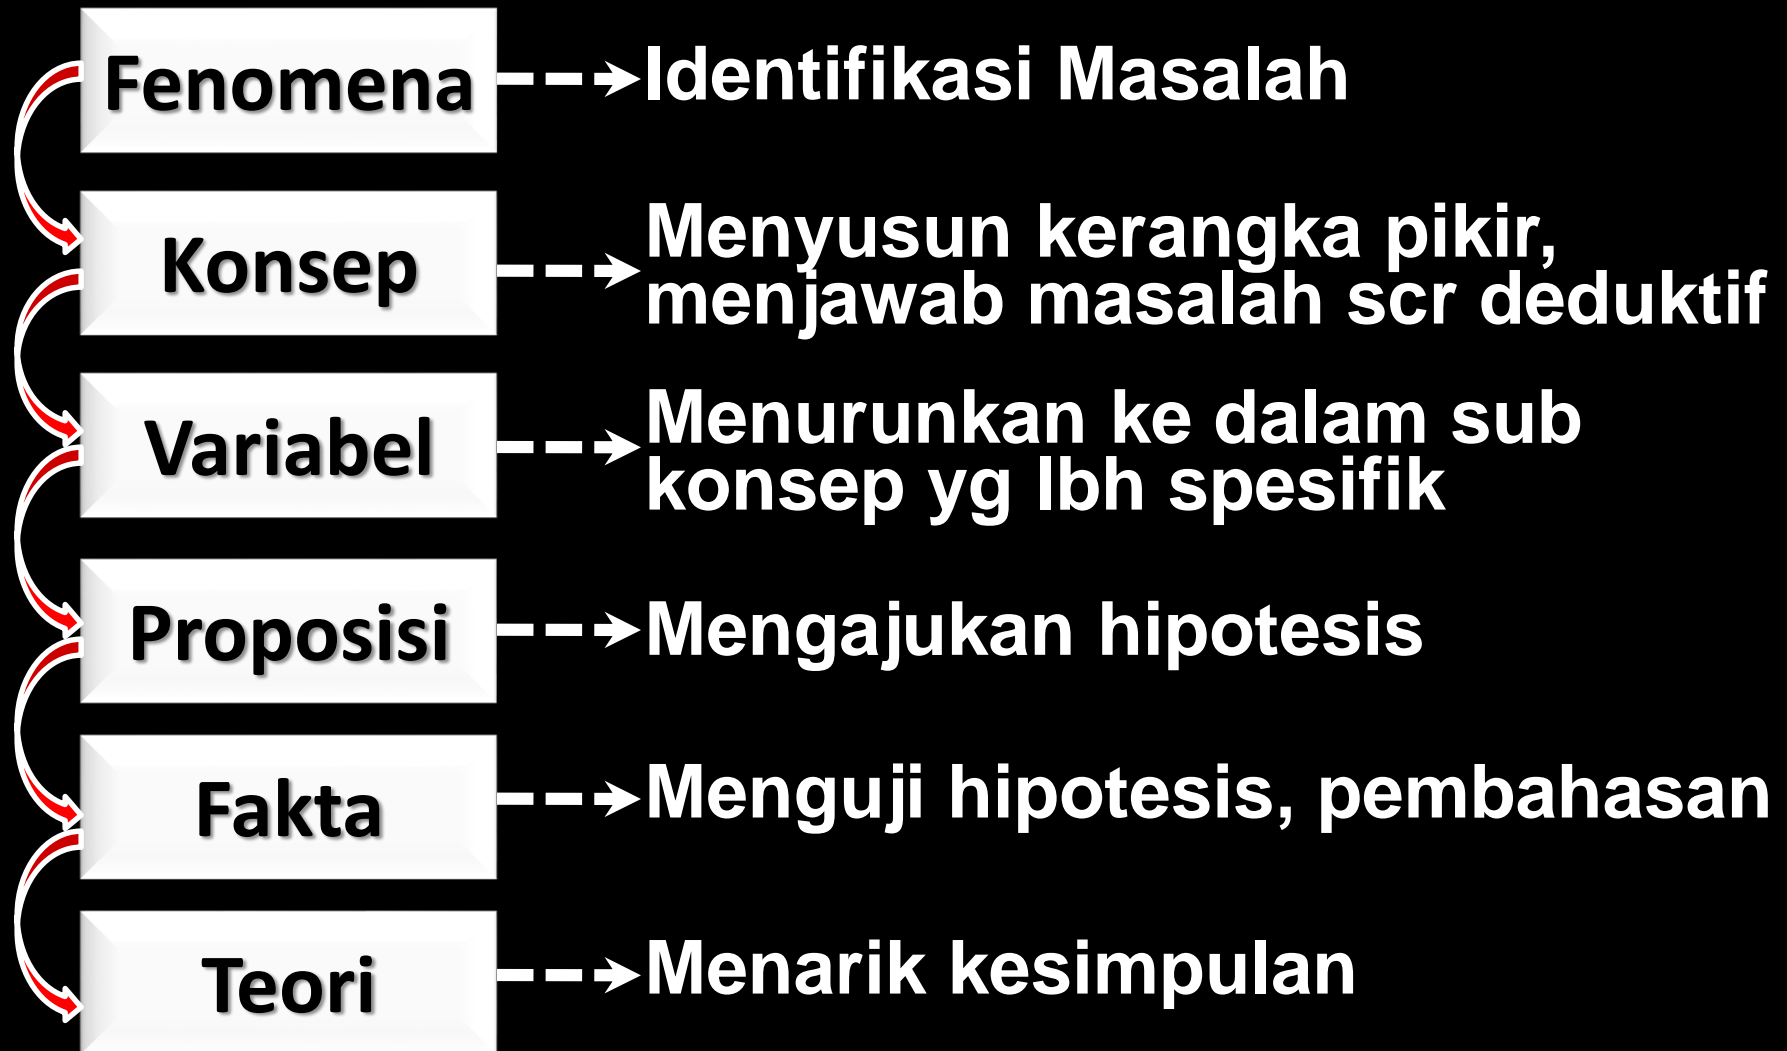 Fenomena
Identifikasi Masalah
Konsep
Menyusun kerangka pikir,
menjawab masalah scr deduktif
Variabel
Menurunkan ke dalam sub
konsep yg lbh spesifik
Proposisi
Mengajukan hipotesis
Fakta
Menguji hipotesis, pembahasan
Teori
Menarik kesimpulan